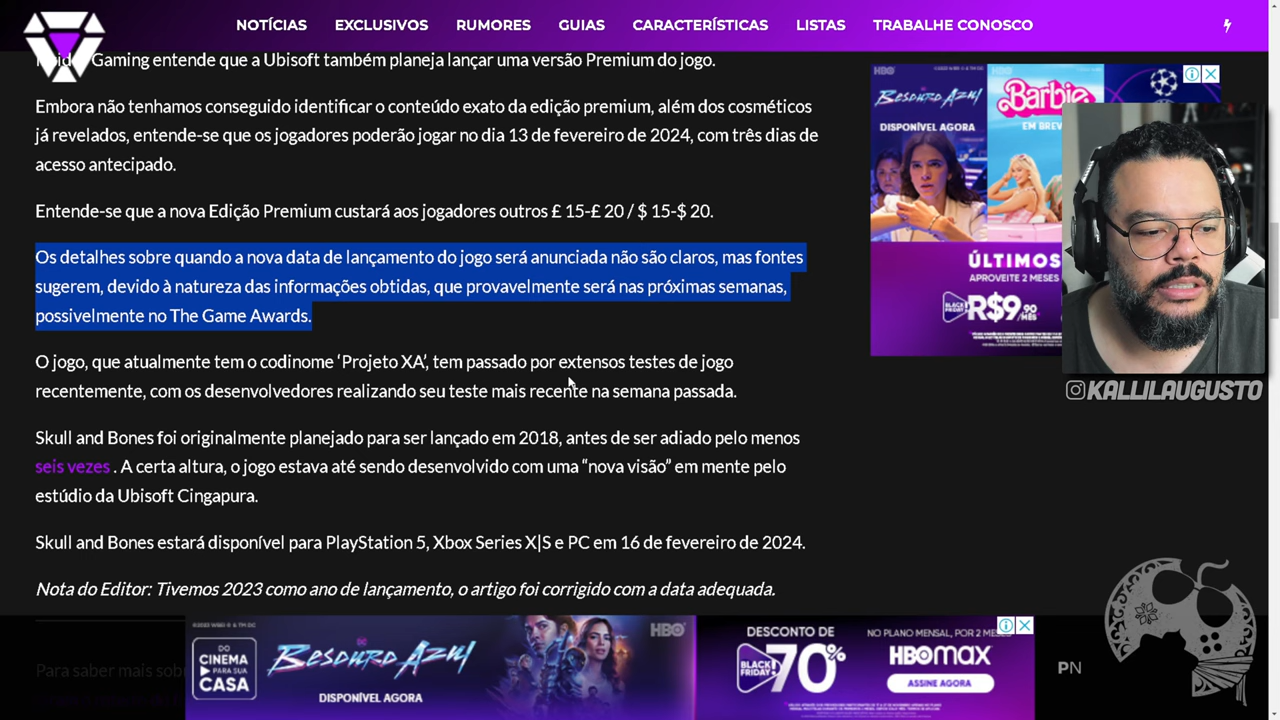 NOTÍCIAS EXCLUSIVOS RUMORES GUIAS CARACTERÍSTICAS LISTAS TRABALHE CONOSCO
Gaming entende que a Ubisoft também planeja lançar uma versão Premium do jogo.
Embora não tenhamos conseguido identificar o conteúdo exato da edição premium, além dos cosméticos
já revelados, entende-se que os jogadores poderão jogar no dia 13 de fevereiro de 2024, com três dias de
acesso antecipado.
Entende-se que a nova Edição Premium custará aos jogadores outros £ 15-£ 20 / $ 15-$ 20.
Os detalhes sobre quando a nova data de lançamento do jogo será anunciada não são claros, mas fontes
sugerem, devido à natureza das informações obtidas, que provavelmente será nas próximas semanas,
possivelmente no The Game Awards.
O jogo, que atualmente tem o codinome ‘Projeto XA’, tem passado por extensos testes de jogo
recentemente, com os desenvolvedores realizando seu teste mais recente na semana passada.
Skull and Bones foi originalmente planejado para ser lançado em 2018, antes de ser adiado pelo menos
seis vezes . A certa altura, o jogo estava até sendo desenvolvido com uma “nova visão” em mente pelo
estúdio da Ubisoft Cingapura.
Skull and Bones estará disponível para PlayStation 5, Xbox Series X|S e PC em 16 de fevereiro de 2024.
Nota do Editor: Tivemos 2023 como ano de lançamento, o artigo foi corrigido com a data adequada.
Para saber mais
HBO
BESOURO AZUL
DISPONÍVEL AGORA
Barbie
EM BREV
ÚLTIMOS
APROVEITE 2 MESES
BLACK FRIDAY! R$9,90
/MÊS
KALLILAUGUSTO
DO
CINEMA
PARA SUA
CASA
DC
BESOURO AZUL
DISPONÍVEL AGORA
HBO
DESCONTO DE
BLACK FRIDAY! 70%
NO PLANO MENSAL, POR 2
HBOMAX
ASSINE AGORA
PN